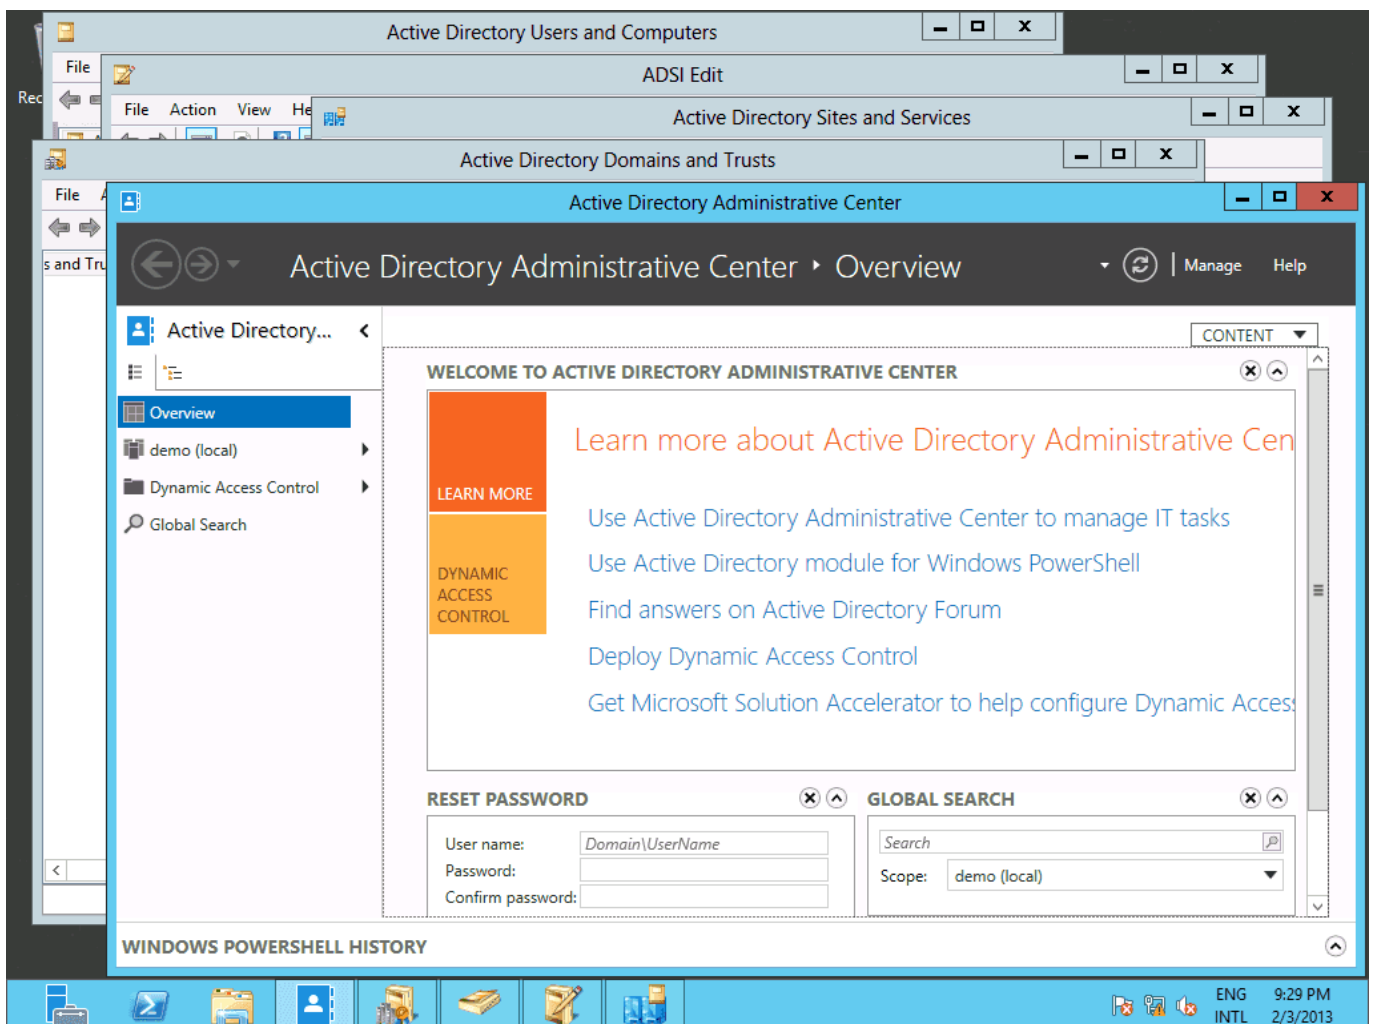 Active Directory Users and Computers
File
Rec
ADSI Edit
File Action View He
Active Directory Sites and Services
Active Directory Domains and Trusts
File
s and Tru
Active Directory Administrative Center
Active Directory Administrative Center • Overview
Manage Help
Active Directory...
CONTENT
Overview
demo (local)
Dynamic Access Control
Global Search
WELCOME TO ACTIVE DIRECTORY ADMINISTRATIVE CENTER
LEARN MORE
DYNAMIC
ACCESS
CONTROL
Learn more about Active Directory Administrative Cen
Use Active Directory Administrative Center to manage IT tasks
Use Active Directory module for Windows PowerShell
Find answers on Active Directory Forum
Deploy Dynamic Access Control
Get Microsoft Solution Accelerator to help configure Dynamic Access
RESET PASSWORD
User name: Domain\UserName
Password:
Confirm password:
GLOBAL SEARCH
Search
Scope: demo (local)
WINDOWS POWERSHELL HISTORY
ENG 9:29 PM
INTL 2/3/2013